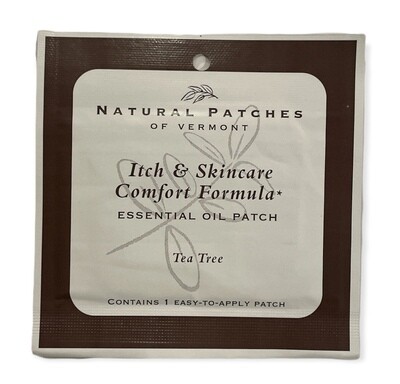 NATURAL PATCHES
OF VERMONT
Itch & Skincare
Comfort Formula*
ESSENTIAL OIL PATCH
Tea Tree
CONTAINS 1 EASY-TO-APPLY PATCH